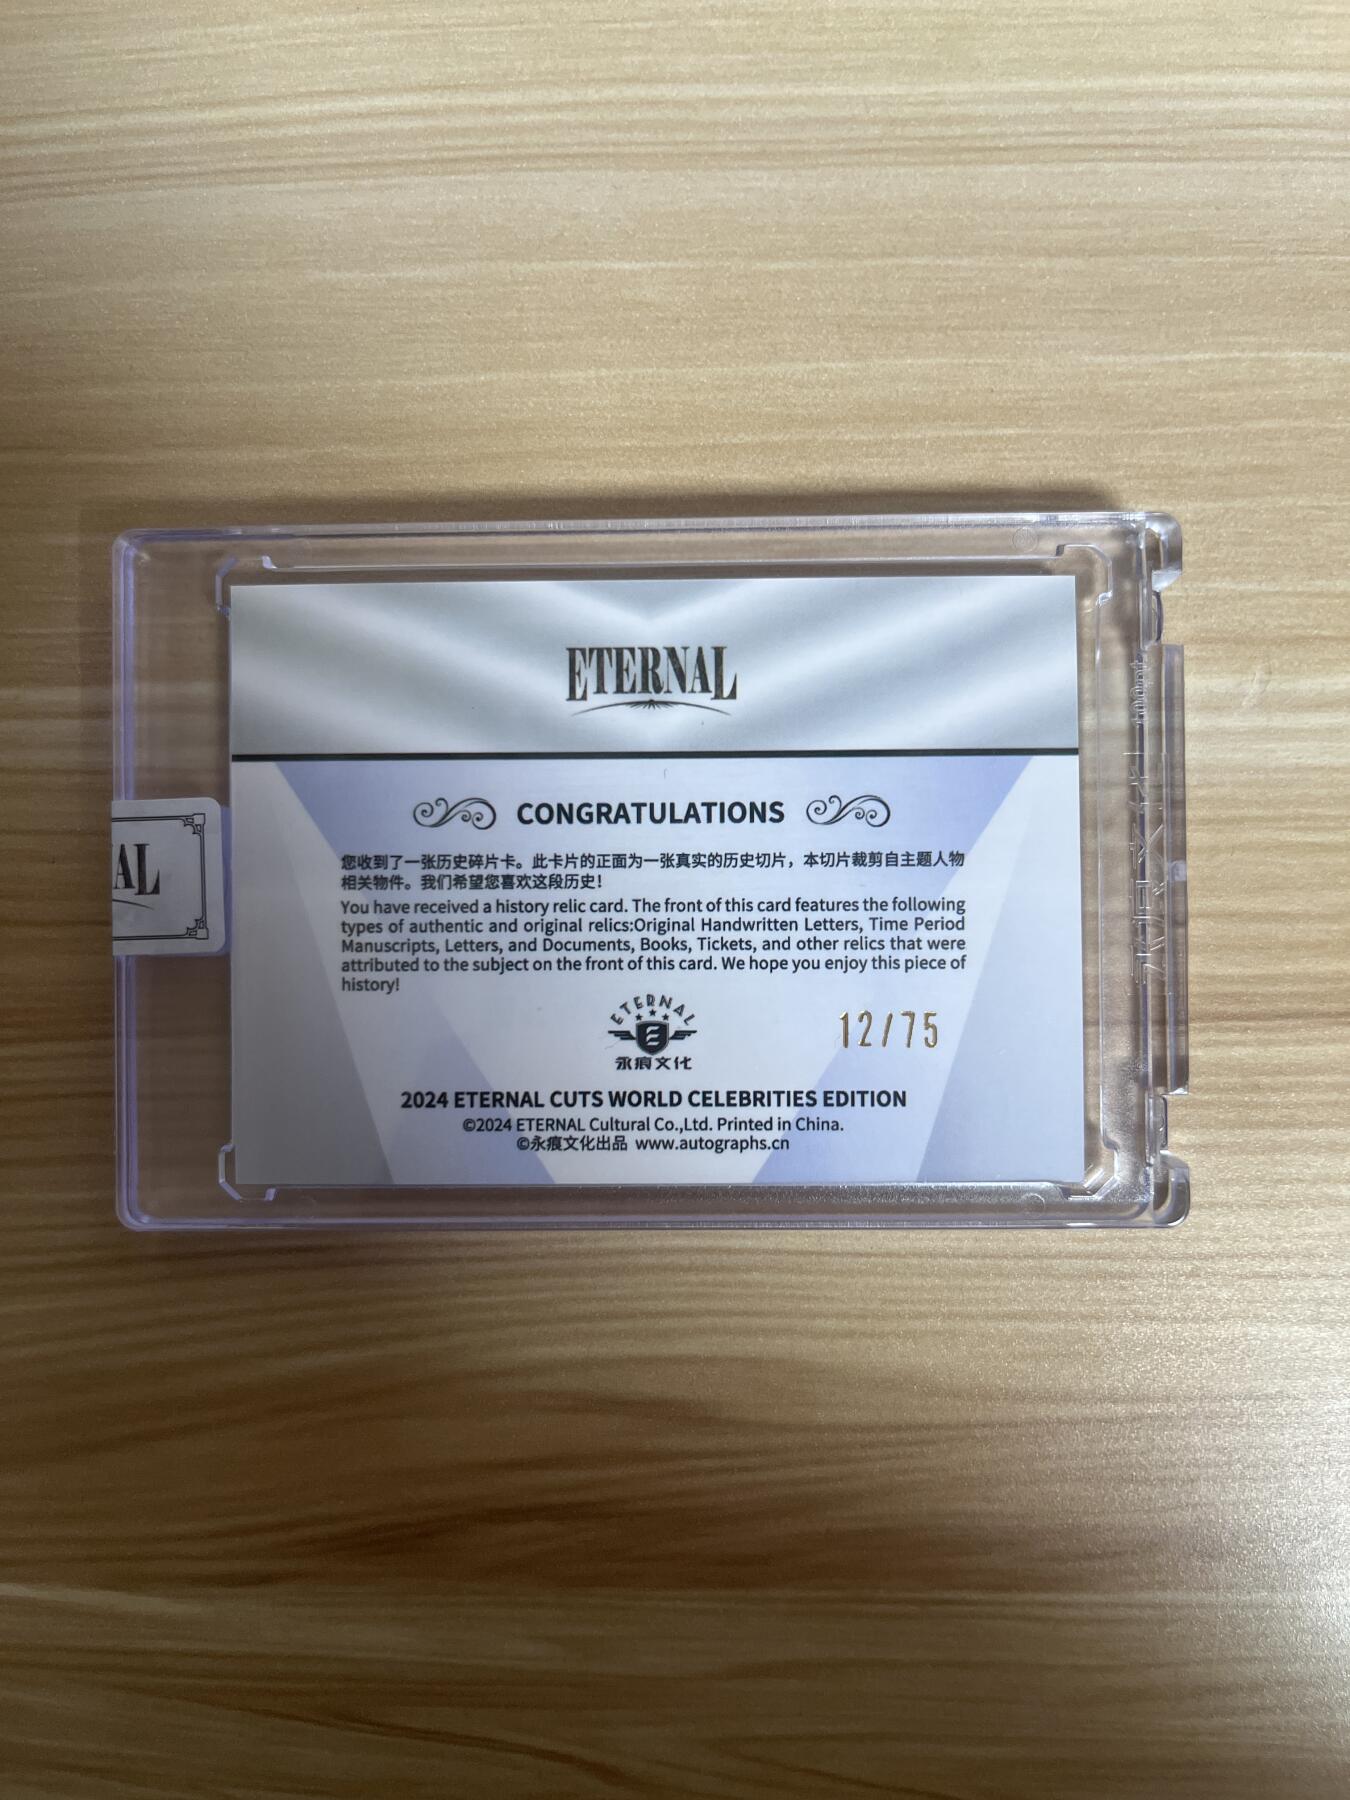 ETERNAL
CONGRATULATIONS
您收到了一张历史碎片卡。此卡片的正面为一张真实的历史切片，本切片裁剪自主题人物
相关物件。我们希望您喜欢这段历史！
You have received a history relic card. The front of this card features the following
types of authentic and original relics:Original Handwritten Letters, Time Period
Manuscripts, Letters, and Documents, Books, Tickets, and other relics that were
attributed to the subject on the front of this card. We hope you enjoy this piece of
history!
ETERNAL
E
永痕文化
12/75
2024 ETERNAL CUTS WORLD CELEBRITIES EDITION
©2024 ETERNAL Cultural Co.,Ltd. Printed in China.
©永痕文化出品 www.autographs.cn
AL
永痕文化